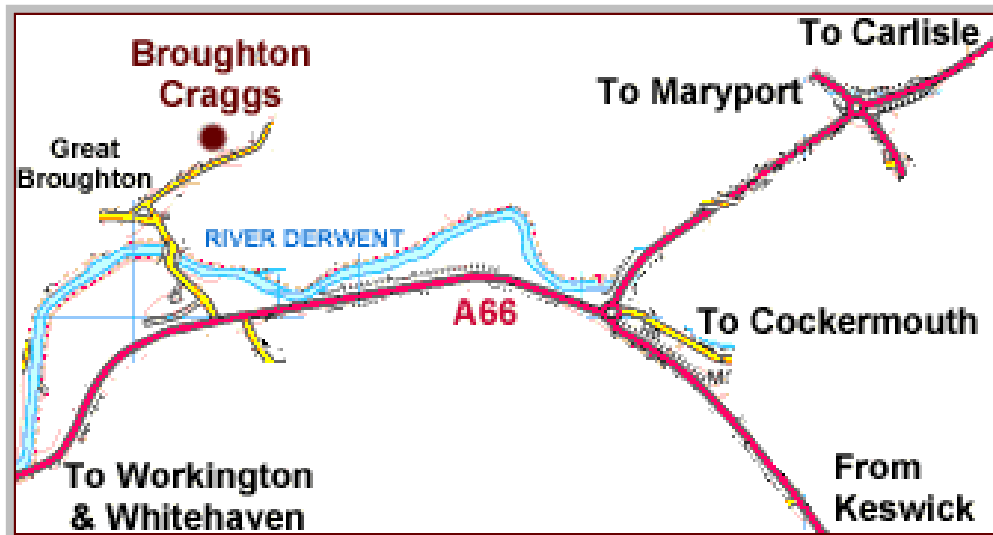 To Carlisle
Broughton
Craggs
To Maryport
Great
Broughton
RIVER DERWENT
A66
To Cockermouth
To Workington
& Whitehaven
From
Keswick